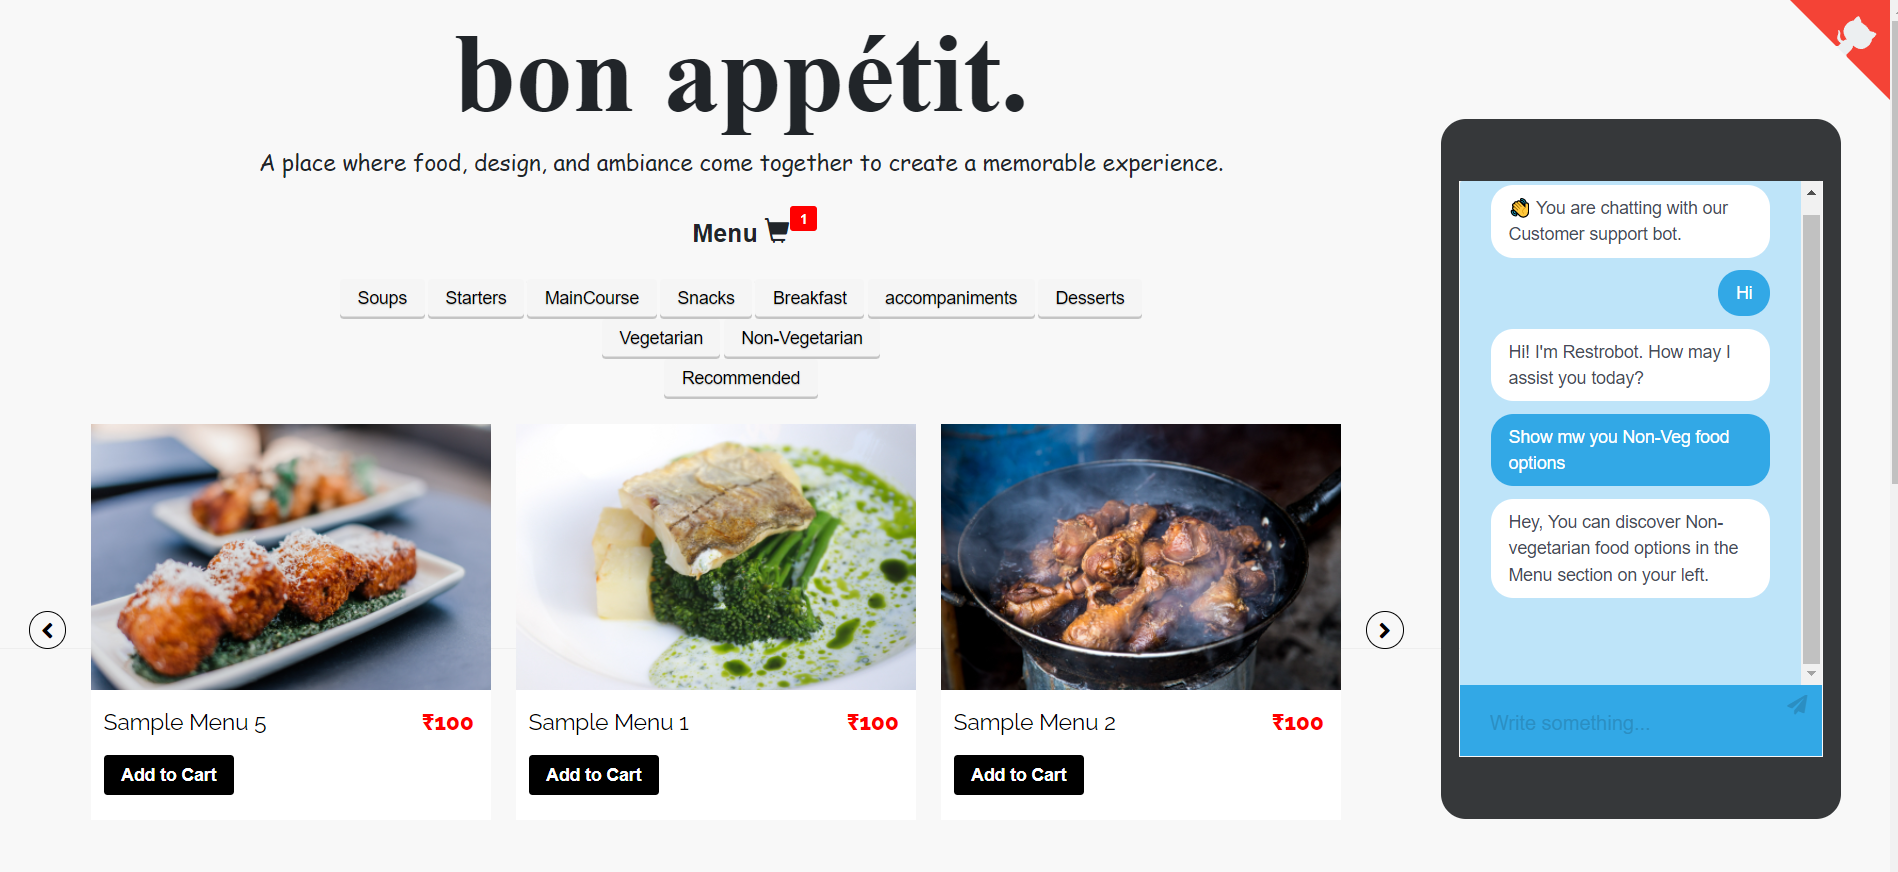 bon appétit.
A place where food, design, and ambiance come together to create a memorable experience.
Menu 1
Soups Starters MainCourse Snacks Breakfast accompaniments Desserts
Vegetarian Non-Vegetarian
Recommended
Sample Menu 5 ₹100
Add to Cart
Sample Menu 1 ₹100
Add to Cart
Sample Menu 2 ₹100
Add to Cart
👋 You are chatting with our
Customer support bot.
Hi
Hi! I'm Restrobot. How may I
assist you today?
Show mw you Non-Veg food
options
Hey, You can discover Non-
vegetarian food options in the
Menu section on your left.
Write something...